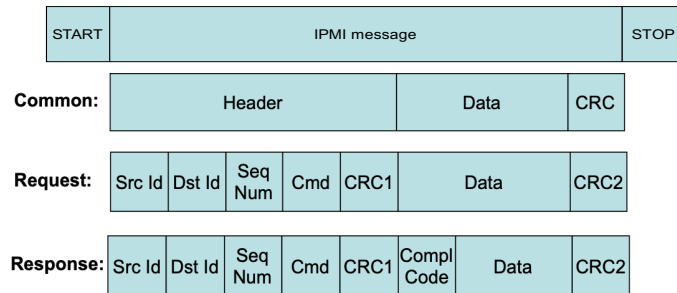 START IPMI message STOP
Common: Header Data CRC
Request: Src Id Dst Id Seq Num Cmd CRC1 Data CRC2
Response: Src Id Dst Id Seq Num Cmd CRC1 Compl Code Data CRC2